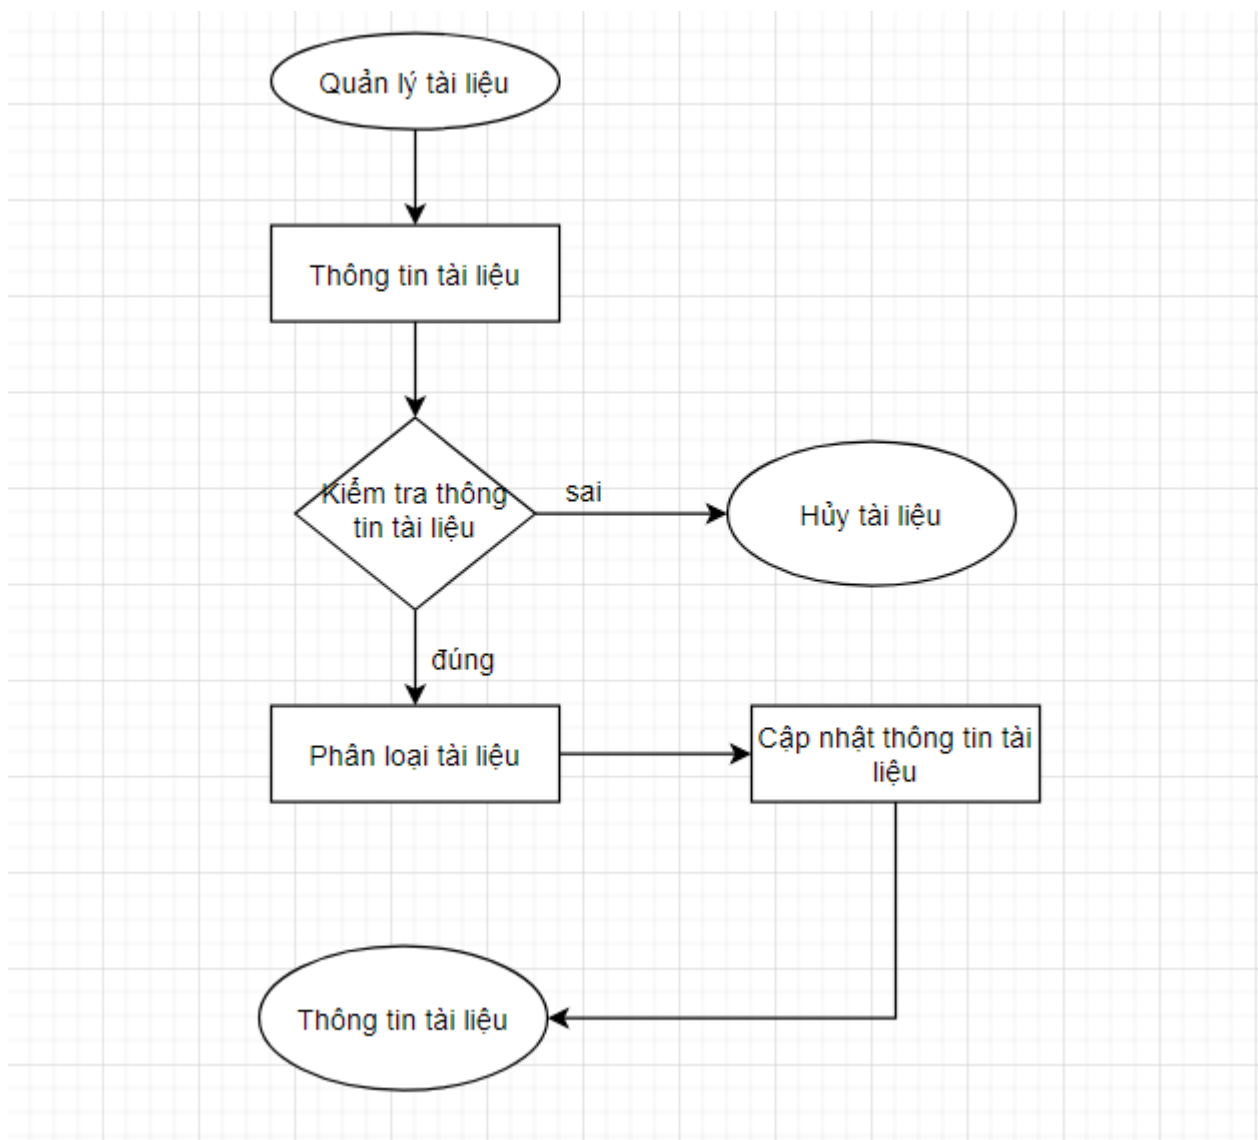 Quản lý tài liệu
Thông tin tài liệu
Kiểm tra thông
tin tài liệu
sai
Hủy tài liệu
đúng
Phân loại tài liệu
Cập nhật thông tin tài
liệu
Thông tin tài liệu